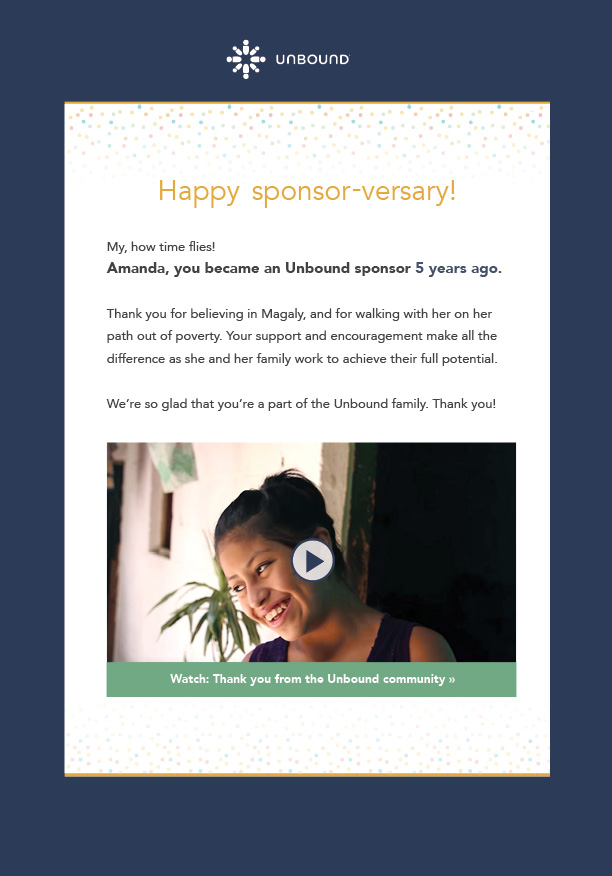 UNBOUND
Happy sponsor-versary!
My, how time flies!
Amanda, you became an Unbound sponsor 5 years ago.
Thank you for believing in Magaly, and for walking with her on her
path out of poverty. Your support and encouragement make all the
difference as she and her family work to achieve their full potential.
We're so glad that you're a part of the Unbound family. Thank you!
Watch: Thank you from the Unbound community »